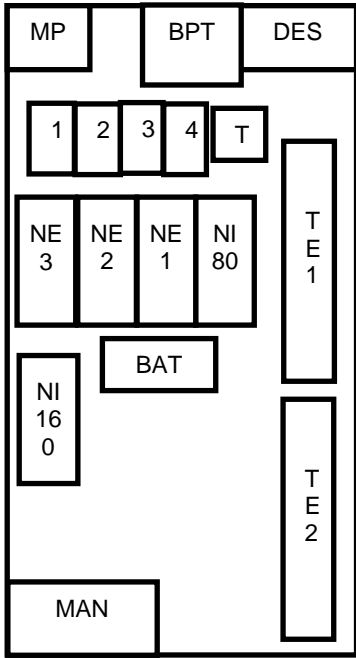 MP BPT DES
1 2 3 4 T
NE NE NE NI
3 2 1 80
T
E
1
BAT
NI
16
0
T
E
2
MAN